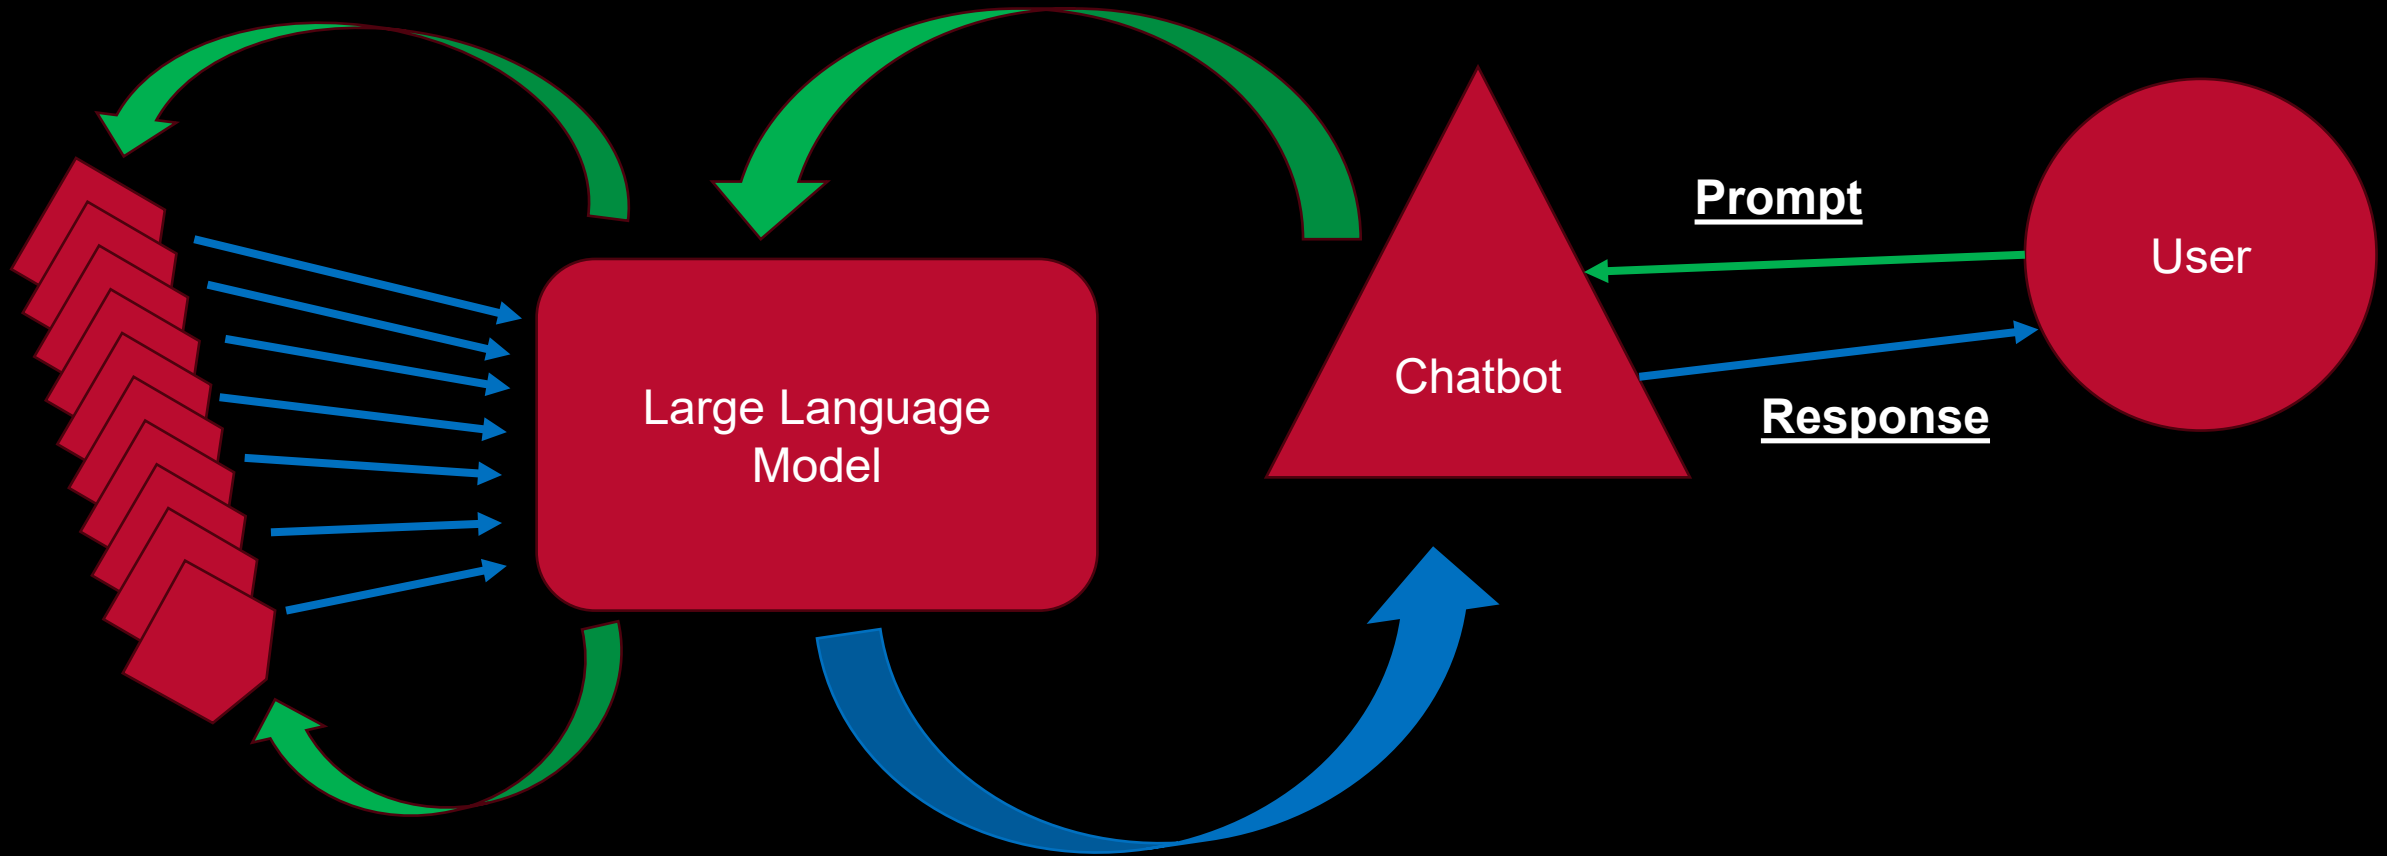 Large Language
Model
Chatbot
Prompt
Response
User